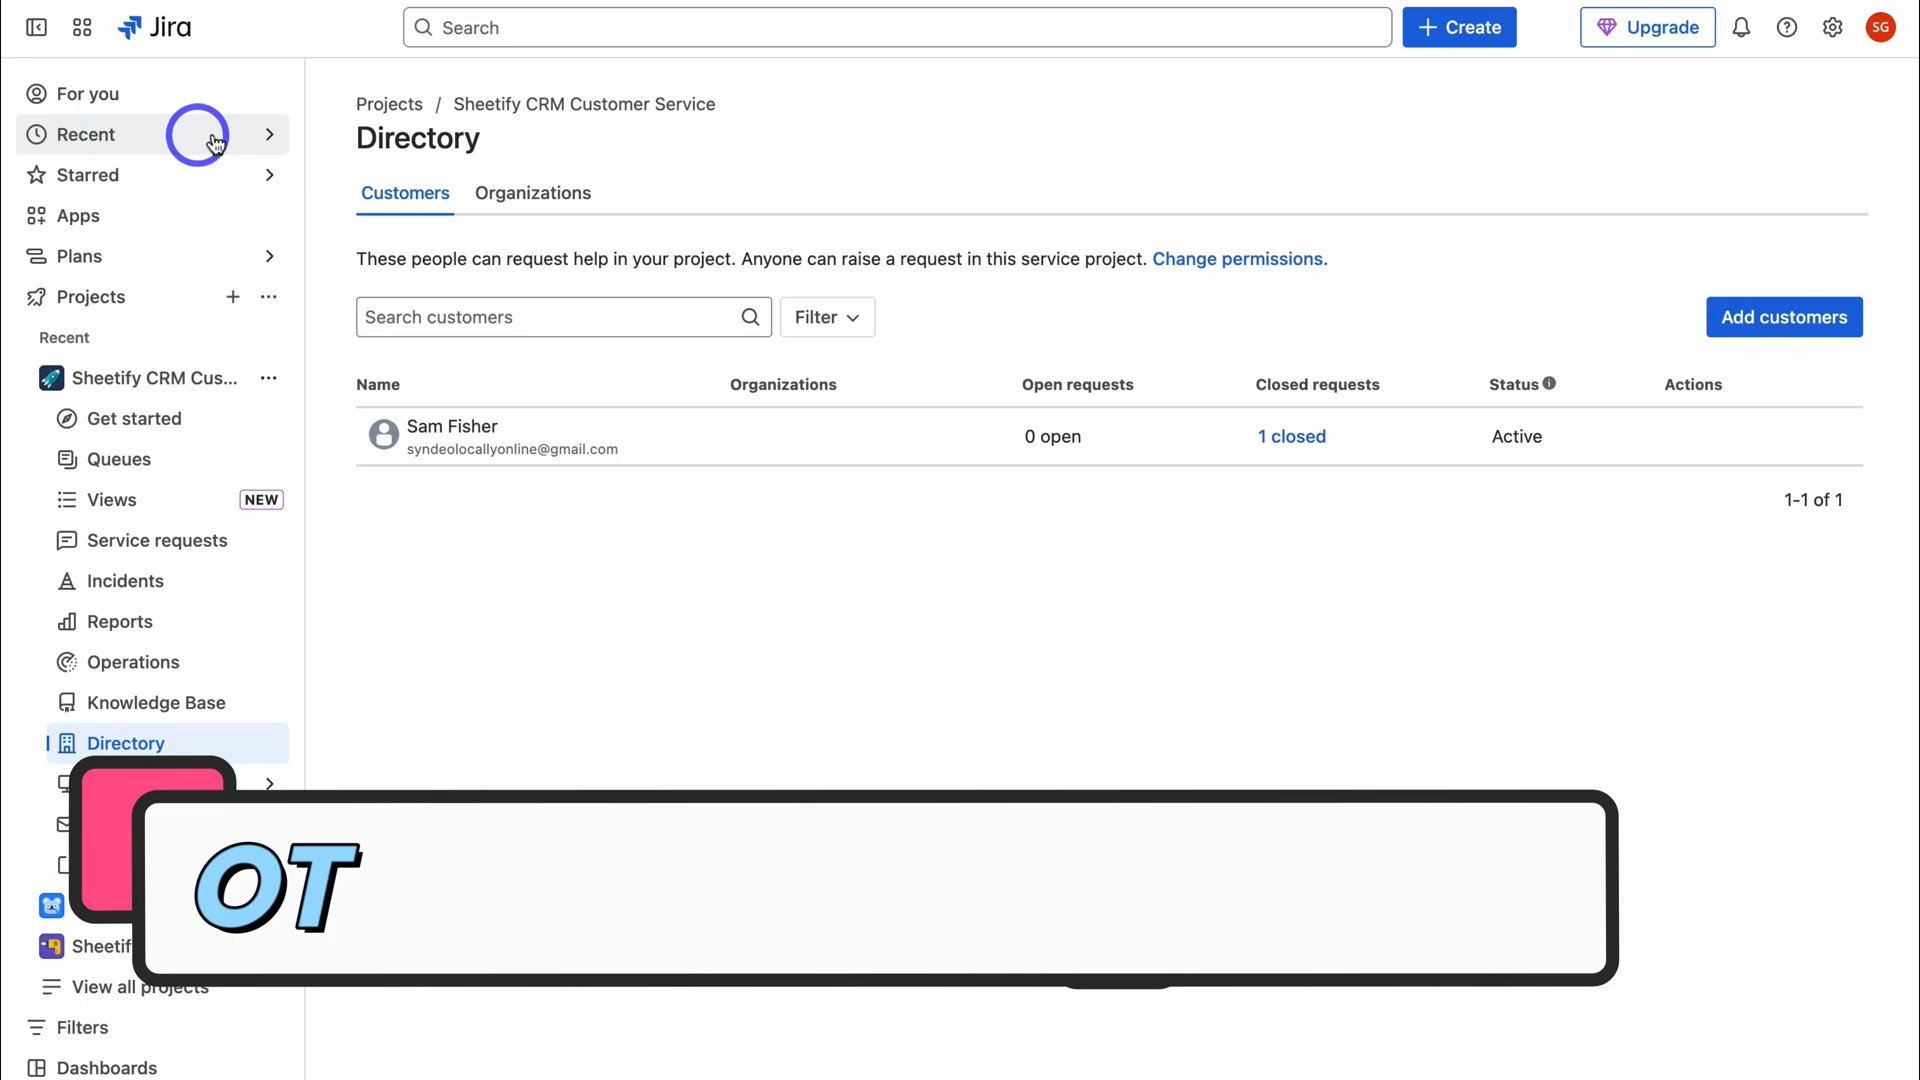 Jira
Search
Create
Upgrade
SG
For you
Recent
Starred
Apps
Plans
Projects
Recent
Sheetify CRM Cus...
Get started
Queues
Views
NEW
Service requests
Incidents
Reports
Operations
Knowledge Base
Directory
Sheetif
View all projects
Filters
Dashboards
Projects / Sheetify CRM Customer Service
Directory
Customers Organizations
These people can request help in your project. Anyone can raise a request in this service project. Change permissions.
Search customers
Filter
Add customers
Name Organizations Open requests Closed requests Status Actions
Sam Fisher
syndeolocallyonline@gmail.com
0 open
1 closed
Active
1-1 of 1
OT